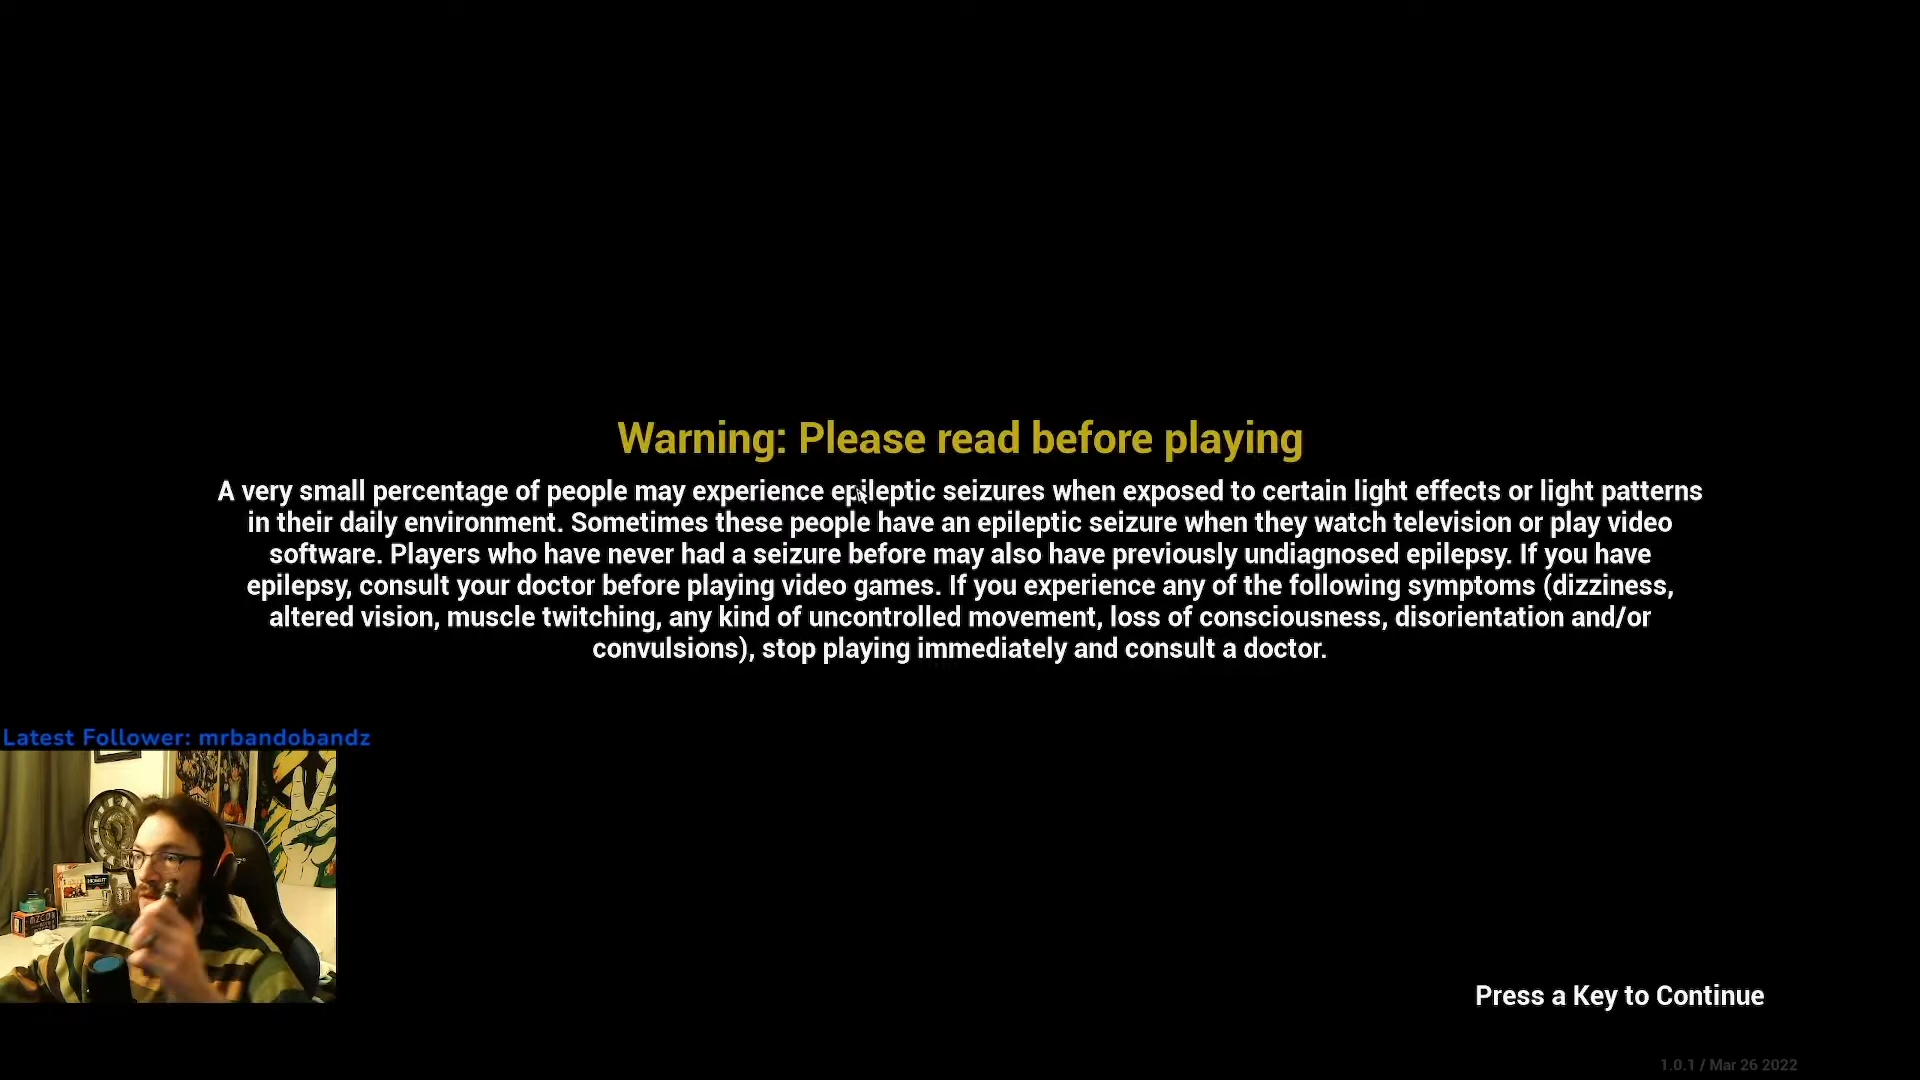 Warning: Please read before playing
A very small percentage of people may experience epileptic seizures when exposed to certain light effects or light patterns
in their daily environment. Sometimes these people have an epileptic seizure when they watch television or play video
software. Players who have never had a seizure before may also have previously undiagnosed epilepsy. If you have
epilepsy, consult your doctor before playing video games. If you experience any of the following symptoms (dizziness,
altered vision, muscle twitching, any kind of uncontrolled movement, loss of consciousness, disorientation and/or
convulsions), stop playing immediately and consult a doctor.
Latest Follower: mrbandobandz
Press a Key to Continue
1.0.1 / Mar 26 2022